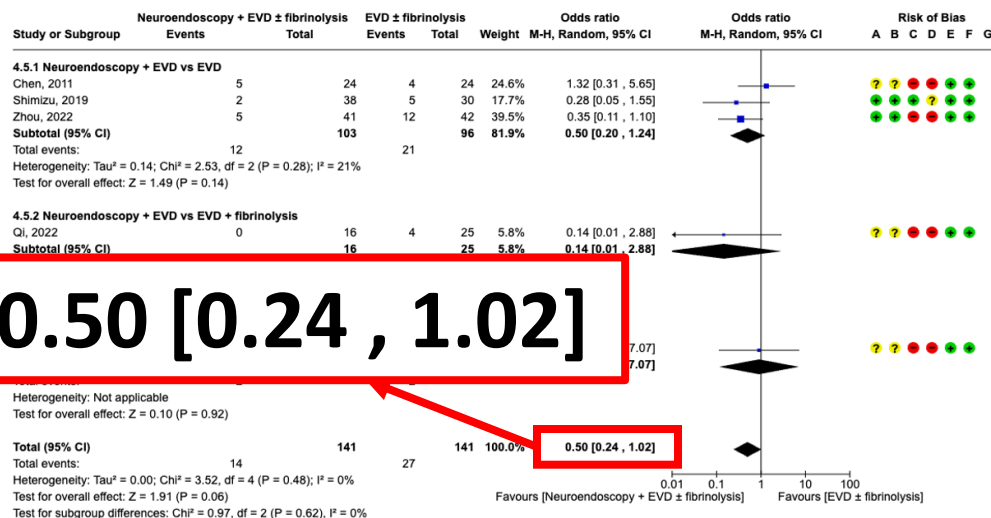 Neuroendoscopy + EVD ± fibrinolysis EVD ± fibrinolysis Odds ratio Odds ratio Risk of Bias
Study or Subgroup Events Total Events Total Weight M-H, Random, 95% CI M-H, Random, 95% CI A B C D E F G
4.5.1 Neuroendoscopy + EVD vs EVD
Chen, 2011 5 24 4 24 24.6% 1.32 [0.31 , 5.65] ? ? − − + +
Shimizu, 2019 2 38 5 30 17.7% 0.28 [0.05 , 1.55] + + + ? + +
Zhou, 2022 5 41 12 42 39.5% 0.35 [0.11 , 1.10] + + − − + +
Subtotal (95% CI) 103 96 81.9% 0.50 [0.20 , 1.24]
Total events: 12 21
Heterogeneity: Tau² = 0.14; Chi² = 2.53, df = 2 (P = 0.28); I² = 21%
Test for overall effect: Z = 1.49 (P = 0.14)
4.5.2 Neuroendoscopy + EVD vs EVD + fibrinolysis
Qi, 2022 0 16 4 25 5.8% 0.14 [0.01 , 2.88] ? ? − − + +
Subtotal (95% CI) 16 25 5.8% 0.14 [0.01 , 2.88]
0.50 [0.24 , 1.02]
7.07] ? ? − − + +
7.07]
Heterogeneity: Not applicable
Test for overall effect: Z = 0.10 (P = 0.92)
Total (95% CI) 141 141 100.0% 0.50 [0.24 , 1.02]
Total events: 14 27
Heterogeneity: Tau² = 0.00; Chi² = 3.52, df = 4 (P = 0.48); I² = 0%
0.01 0.1 1 10 100
Test for overall effect: Z = 1.91 (P = 0.06)
Favours [Neuroendoscopy + EVD ± fibrinolysis] Favours [EVD ± fibrinolysis]
Test for subgroup differences: Chi² = 0.97, df = 2 (P = 0.62), I² = 0%